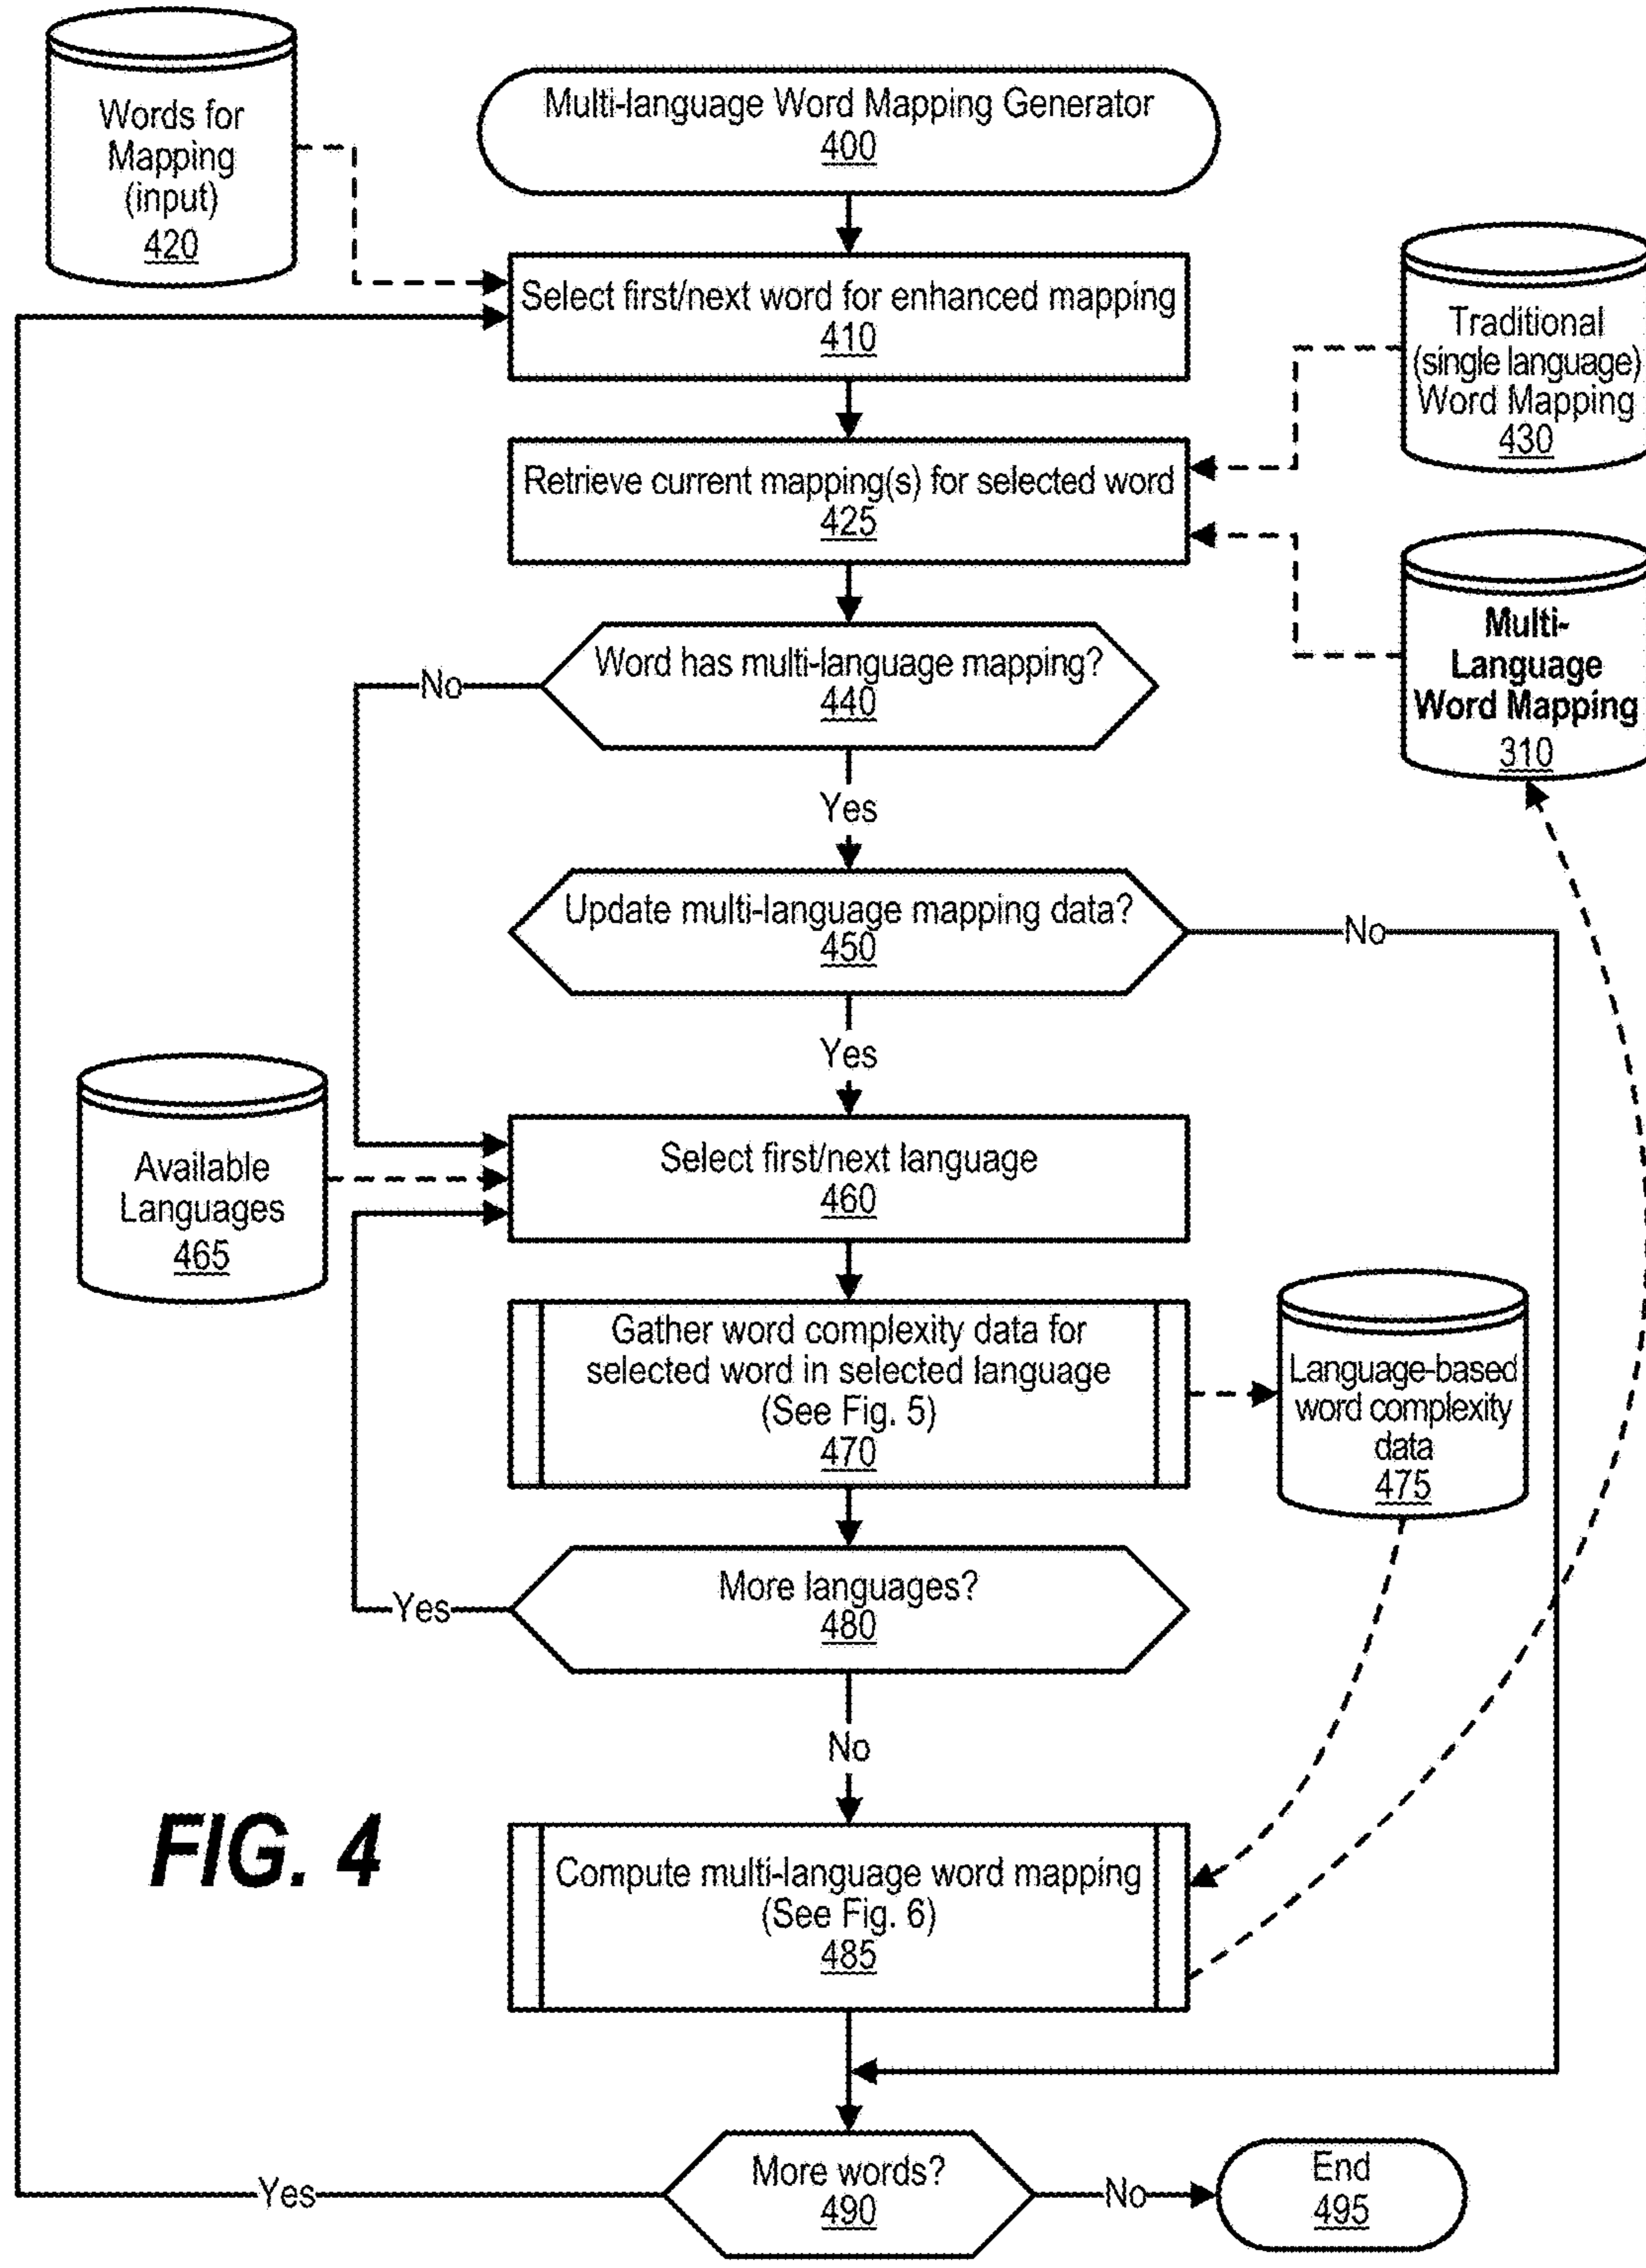 Multi-language Word Mapping Generator
400
Words for
Mapping
(input)
420
Select first/next word for enhanced mapping
410
Traditional
(single language)
Word Mapping
430
Retrieve current mapping(s) for selected word
425
Multi-
Language
Word Mapping
310
Word has multi-language mapping?
440
No
Yes
Update multi-language mapping data?
450
No
Yes
Available
Languages
465
Select first/next language
460
Gather word complexity data for
selected word in selected language
(See Fig. 5)
470
Language-based
word complexity
data
475
More languages?
480
Yes
No
FIG. 4
Compute multi-language word mapping
(See Fig. 6)
485
More words?
490
Yes
No
End
495